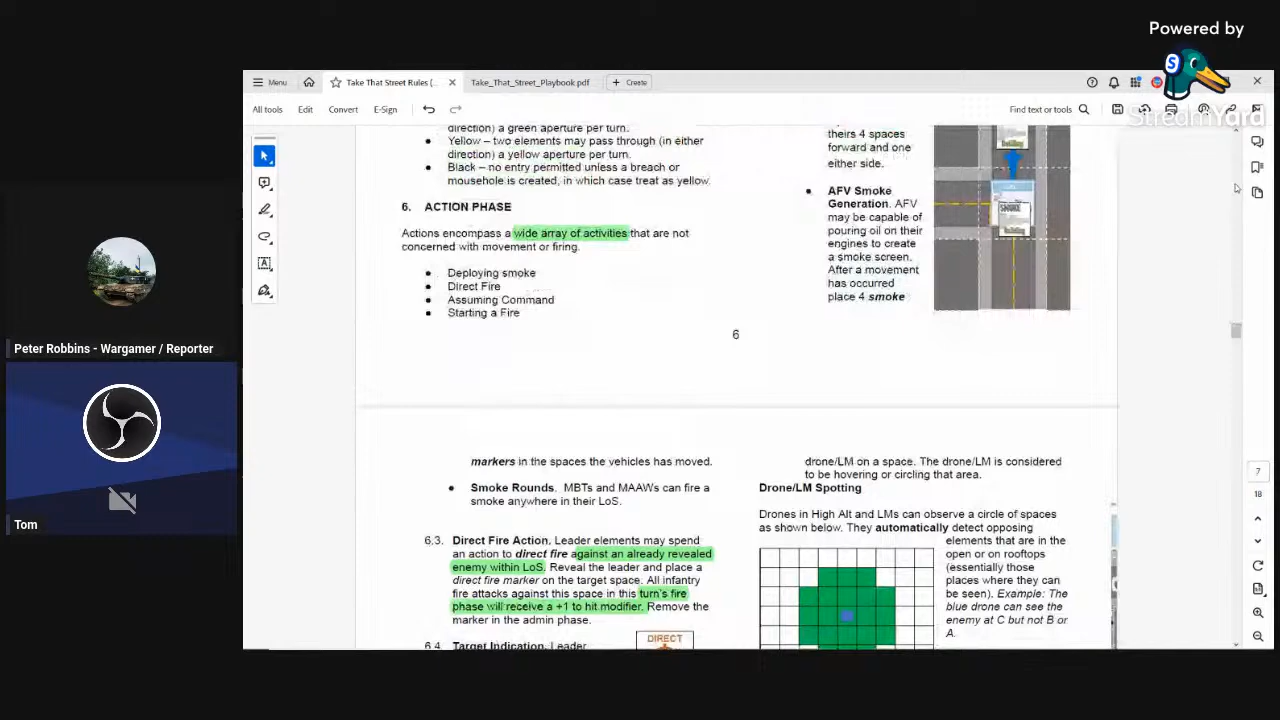 Powered by
StreamYard
Menu
Take That Street Rules (...
Take_That_Street_Playbook.pdf
Create
All tools
Edit
Convert
E-Sign
Find text or tools
direction) a green aperture per turn.
Yellow – two elements may pass through (in either
direction) a yellow aperture per turn.
Black – no entry permitted unless a breach or
mousehole is created, in which case treat as yellow.
6. ACTION PHASE
Actions encompass a wide array of activities that are not
concerned with movement or firing.
Deploying smoke
Direct Fire
Assuming Command
Starting a Fire
theirs 4 spaces
forward and one
either side.
AFV Smoke
Generation. AFV
may be capable of
pouring oil on their
engines to create
a smoke screen.
After a movement
has occurred
place 4 smoke
SMOKE
6
markers in the spaces the vehicles has moved.
Smoke Rounds. MBTs and MAAWs can fire a
smoke anywhere in their LoS.
6.3. Direct Fire Action. Leader elements may spend
an action to direct fire against an already revealed
enemy within LoS. Reveal the leader and place a
direct fire marker on the target space. All infantry
fire attacks against this space in this turn's fire
phase will receive a +1 to hit modifier. Remove the
marker in the admin phase.
6.4. Target Indication. Leader
DIRECT
drone/LM on a space. The drone/LM is considered
to be hovering or circling that area.
Drone/LM Spotting
Drones in High Alt and LMs can observe a circle of spaces
as shown below. They automatically detect opposing
elements that are in the
open or on rooftops
(essentially those
places where they can
be seen). Example: The
blue drone can see the
enemy at C but not B or
A.
7
18
Peter Robbins - Wargamer / Reporter
Tom